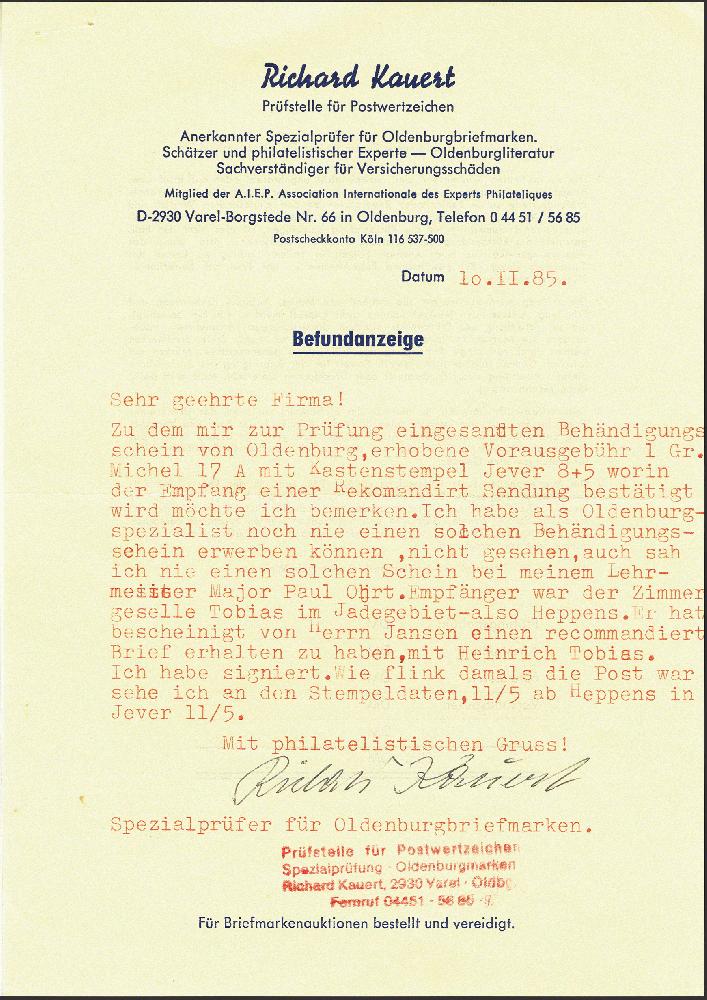 Richard Kauert
Prüfstelle für Postwertzeichen
Anerkannter Spezialprüfer für Oldenburgbriefmarken.
Schätzer und philatelistischer Experte — Oldenburgliteratur
Sachverständiger für Versicherungsschäden
Mitglied der A.I.E.P. Association Internationale des Experts Philateliques
D-2930 Varel-Borgstede Nr. 66 in Oldenburg, Telefon 0 44 51 / 56 85
Postscheckkonto Köln 116 537-500
Datum lo.II.85.
Befundanzeige
Sehr geehrte Firma!
Zu dem mir zur Prüfung eingesandten Behändigungs
schein von Oldenburg,erhobene Vorausgebühr l Gr.
Michel 17 A mit Kastenstempel Jever 8+5 worin
der Empfang einer Rekomandirt Sendung bestätigt
wird möchte ich bemerken.Ich habe als Oldenburg-
spezialist noch nie einen solchen Behändigungs-
schein erwerben können ,nicht gesehen,auch sah
ich nie einen solchen Schein bei meinem Lehr-
meister Major Paul Ohrt.Empfänger war der Zimmer
geselle Tobias im Jadegebiet-also Heppens.Er hat
bescheinigt von Herrn Jansen einen recommandiert
Brief erhalten zu haben,mit Heinrich Tobias.
Ich habe signiert.Wie flink damals die Post war
sehe ich an den Stempeldaten,11/5 ab Heppens in
Jever 11/5.
Mit philatelistischen Gruss!
Richard Kauert
Spezialprüfer für Oldenburgbriefmarken.
Prüfstelle für Postwertzeichen
Spezialprüfung · Oldenburgmarken
Richard Kauert, 2930 Varel · Oldbg.
Fernruf 04451 - 56 85
Für Briefmarkenauktionen bestellt und vereidigt.